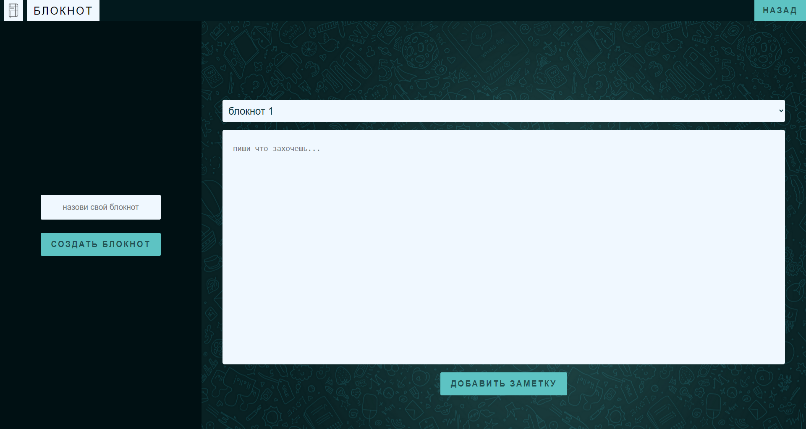 БЛОКНОТ
НАЗАД
блокнот 1
пиши что захочешь...
назови свой блокнот
СОЗДАТЬ БЛОКНОТ
ДОБАВИТЬ ЗАМЕТКУ